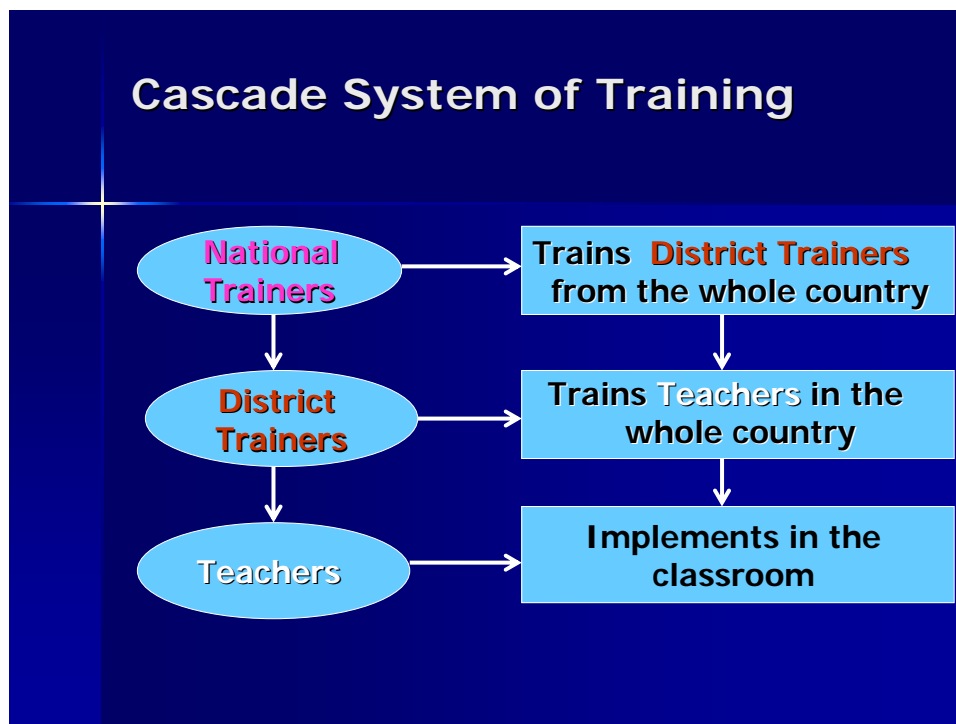 Cascade System of Training
National
Trainers
Trains District Trainers
from the whole country
District
Trainers
Trains Teachers in the
whole country
Teachers
Implements in the
classroom